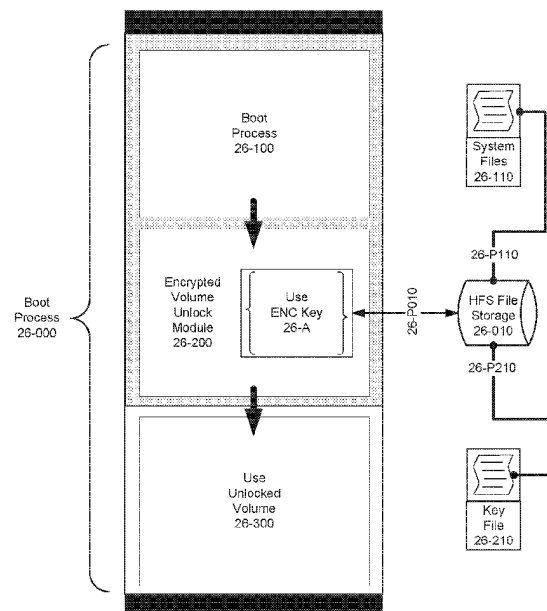 Boot
Process
26-000
Boot
Process
26-100
Encrypted
Volume
Unlock
Module
26-200
Use
ENC Key
26-A
Use
Unlocked
Volume
26-300
26-P010
System
Files
26-110
26-P110
HFS File
Storage
26-010
26-P210
Key
File
26-210